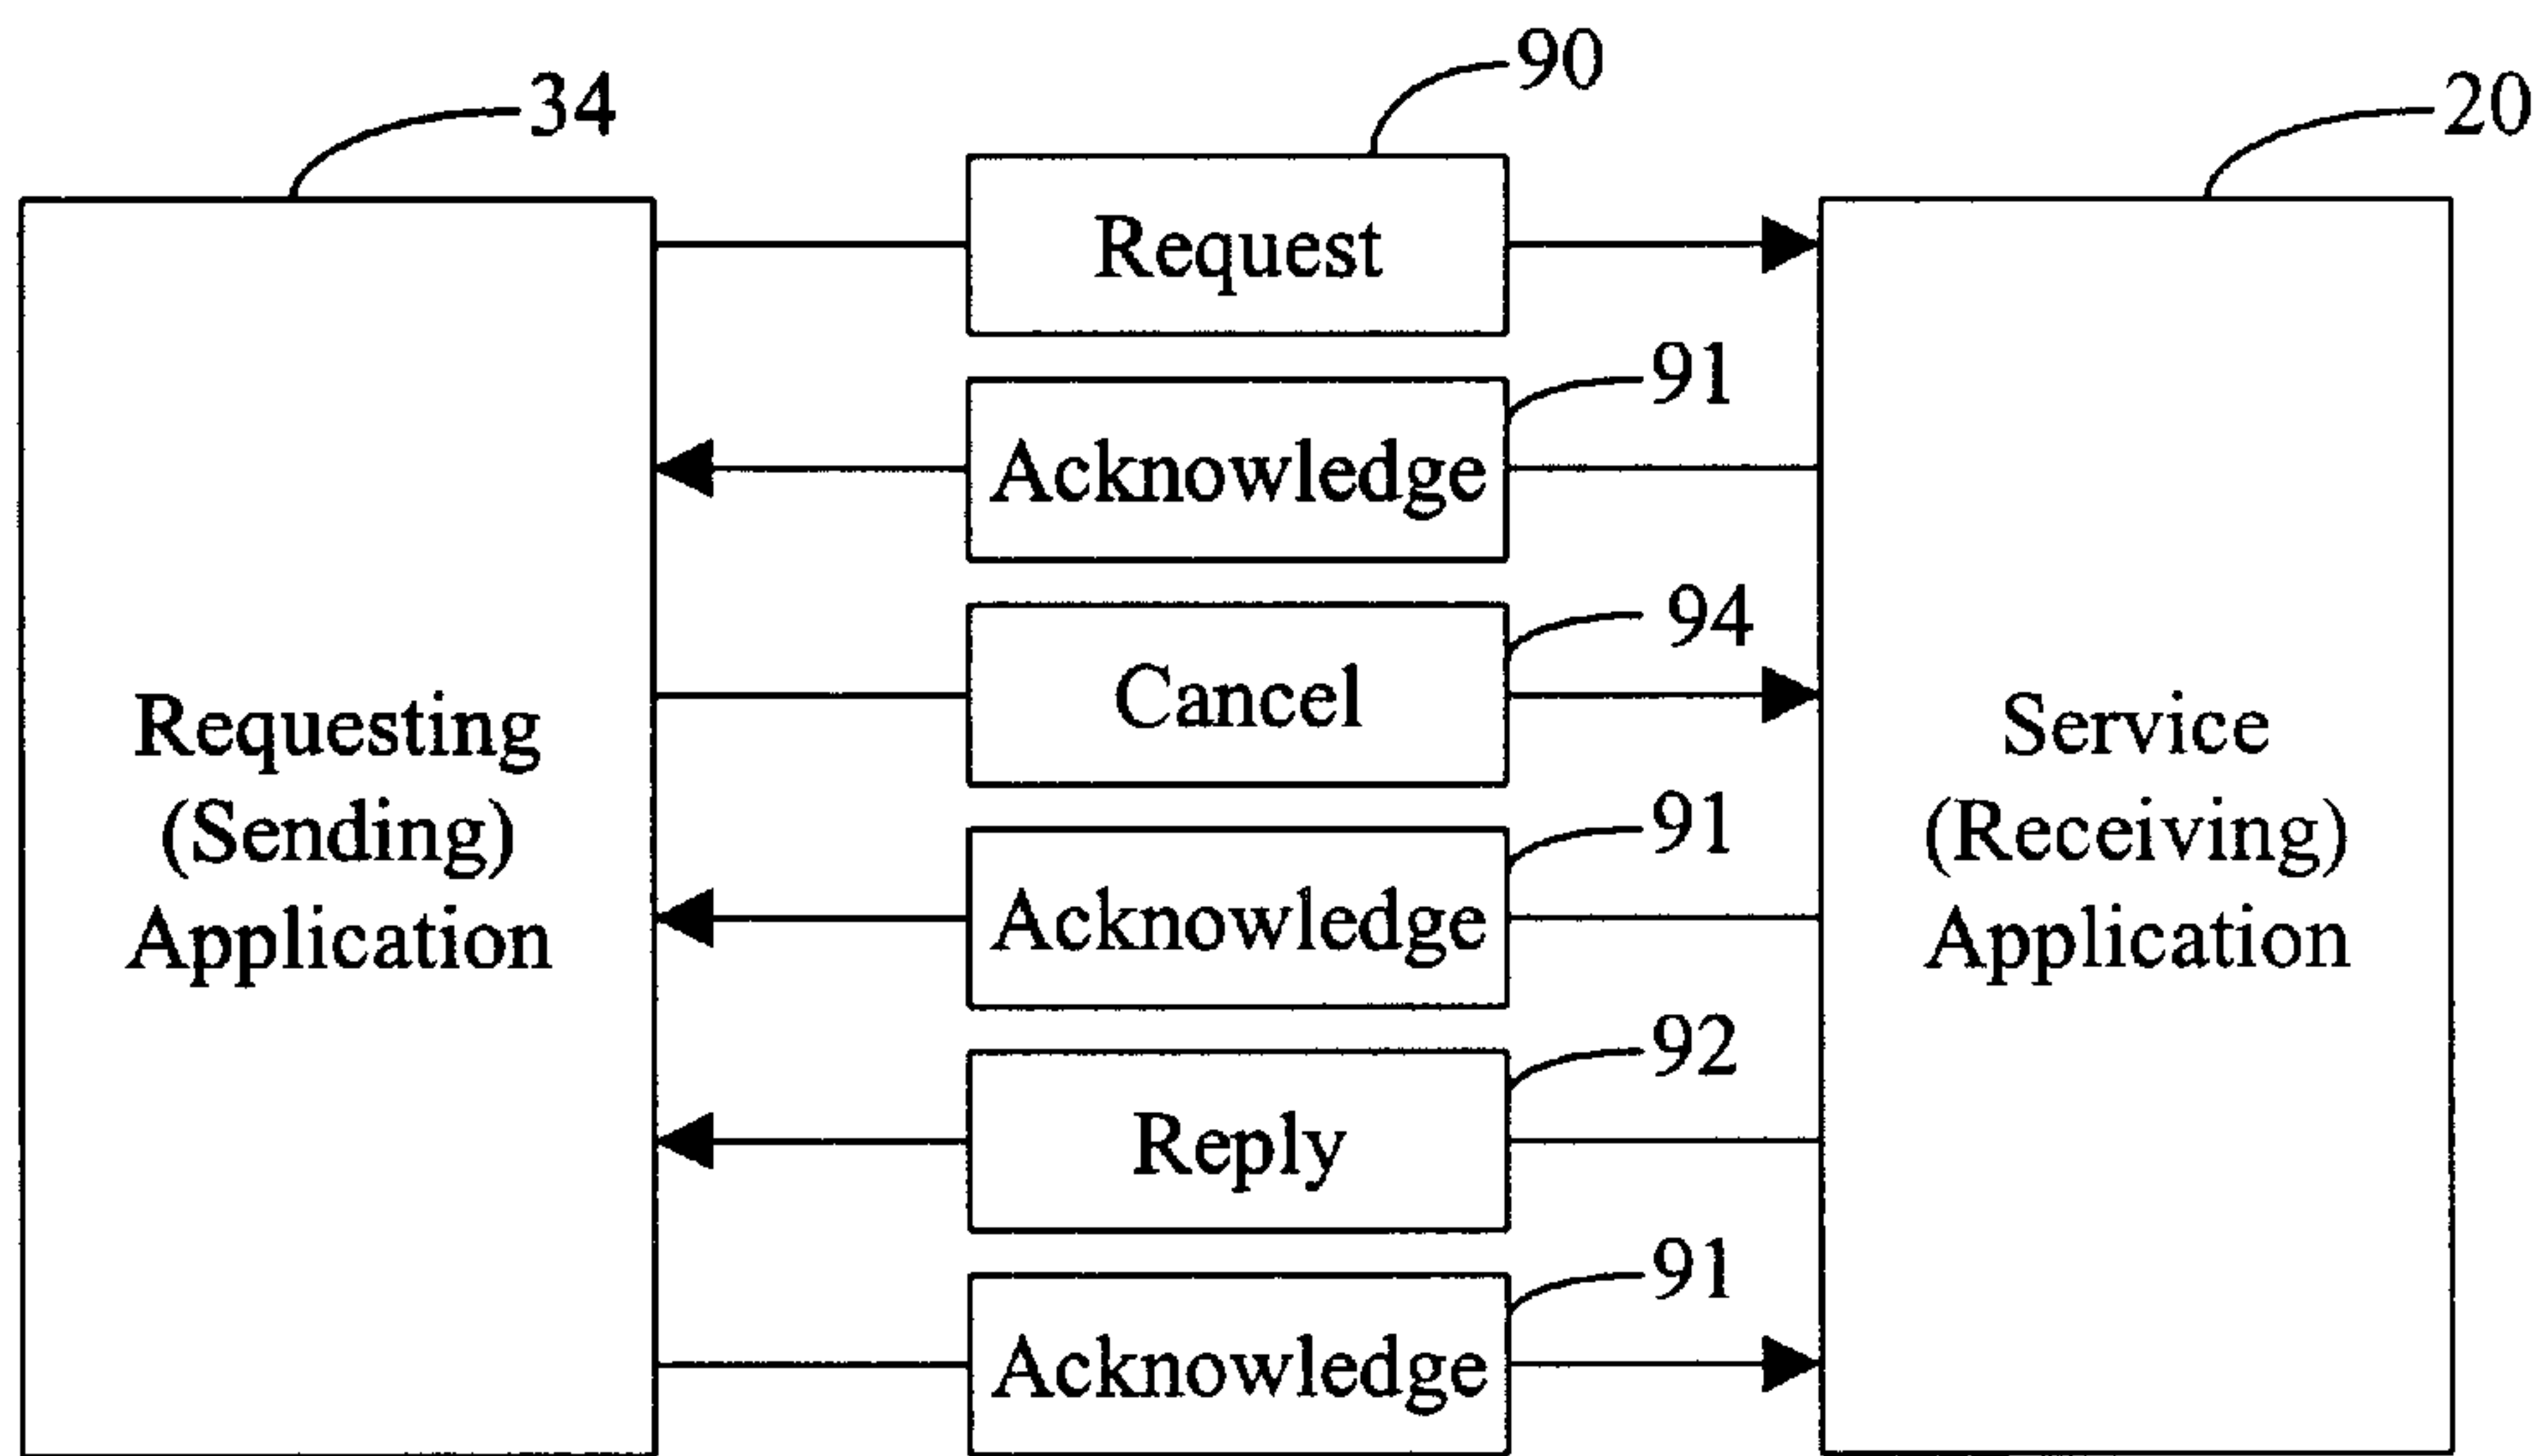 90
34
20
Request
91
Acknowledge
94
Cancel
Requesting
(Sending)
Application
Service
(Receiving)
Application
91
Acknowledge
92
Reply
91
Acknowledge